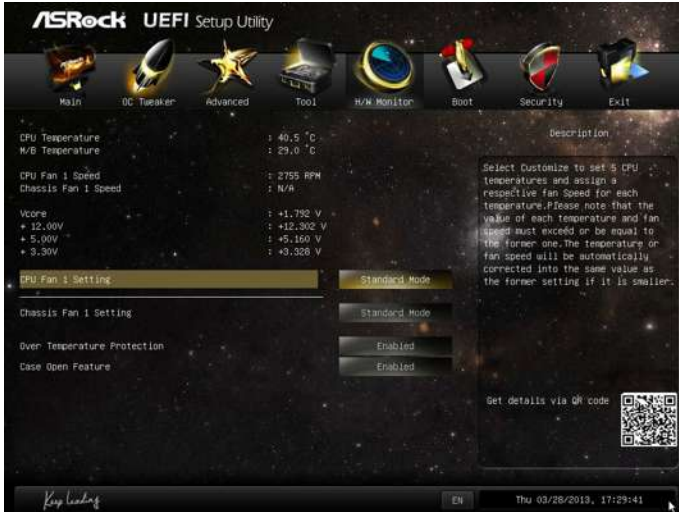 ASRock UEFI Setup Utility
Main OC Tweaker Advanced Tool H/W Monitor Boot Security Exit
CPU Temperature : 40.5 °C
M/B Temperature : 29.0 °C
CPU Fan 1 Speed : 2755 RPM
Chassis Fan 1 Speed : N/A
Vcore : +1.792 V
+ 12.00V : +12.302 V
+ 5.00V : +5.160 V
+ 3.30V : +3.328 V
CPU Fan 1 Setting Standard Mode
Chassis Fan 1 Setting Standard Mode
Over Temperature Protection Enabled
Case Open Feature Enabled
Description
Select Customize to set 5 CPU
temperatures and assign a
respective fan Speed for each
temperature.Please note that the
value of each temperature and fan
speed must exceed or be equal to
the former one.The temperature or
fan speed will be automatically
corrected into the same value as
the former setting if it is smaller.
Get details via QR code
Keep Leading
EN
Thu 03/28/2013, 17:29:41